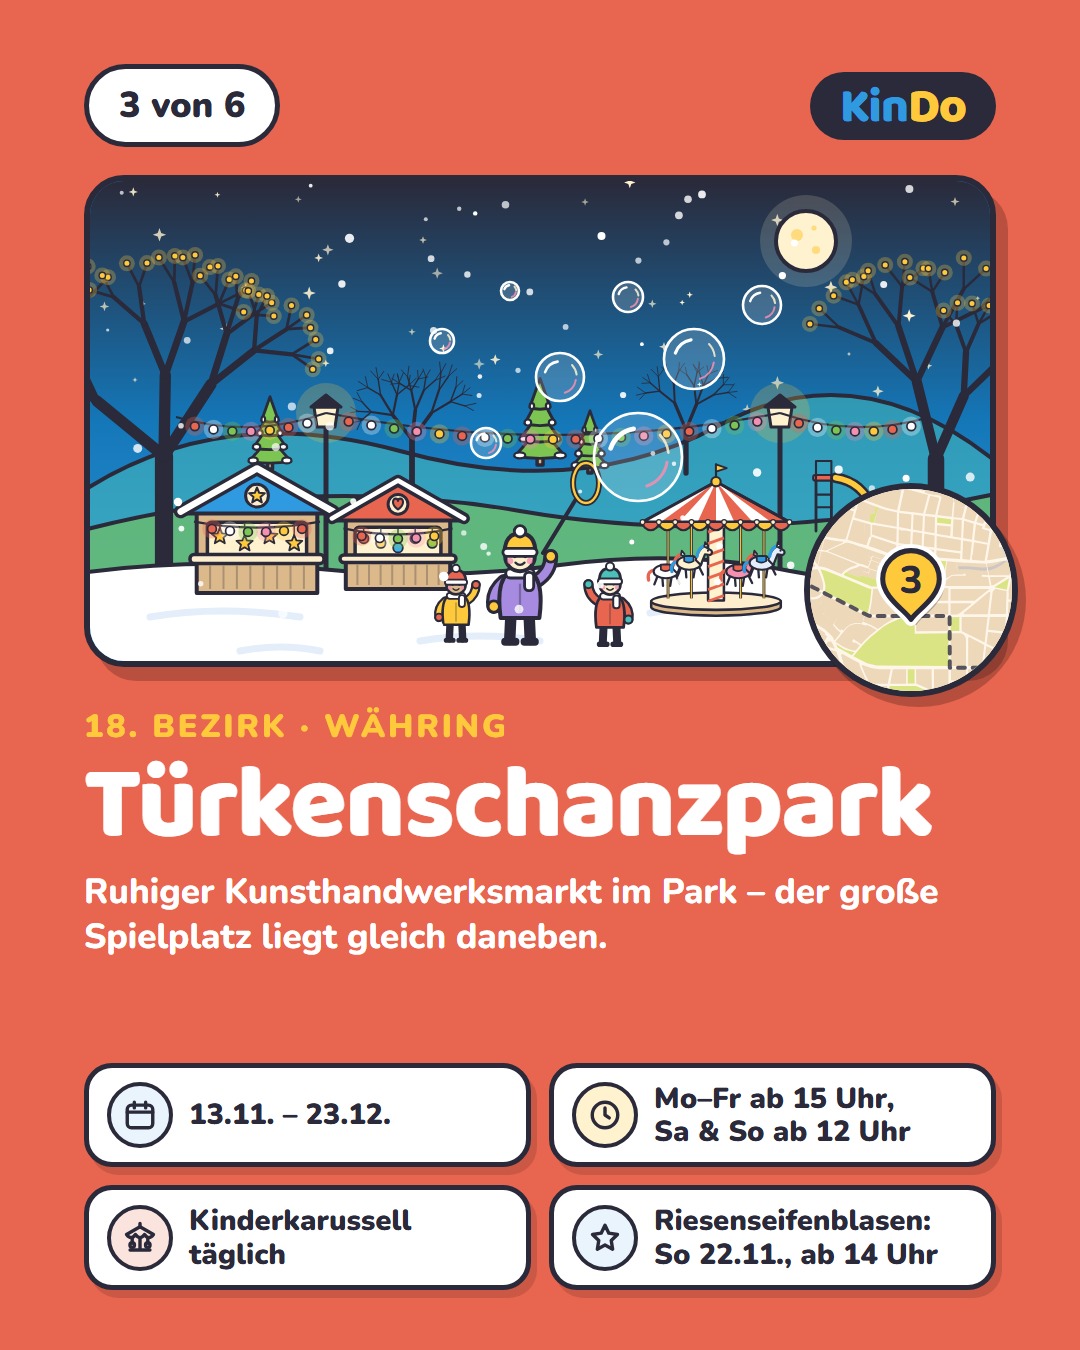 3 von 6
KinDo
3
18. BEZIRK · WÄHRING
Türkenschanzpark
Ruhiger Kunsthandwerksmarkt im Park – der große
Spielplatz liegt gleich daneben.
13.11. – 23.12.
Mo–Fr ab 15 Uhr,
Sa & So ab 12 Uhr
Kinderkarussell
täglich
Riesenseifenblasen:
So 22.11., ab 14 Uhr